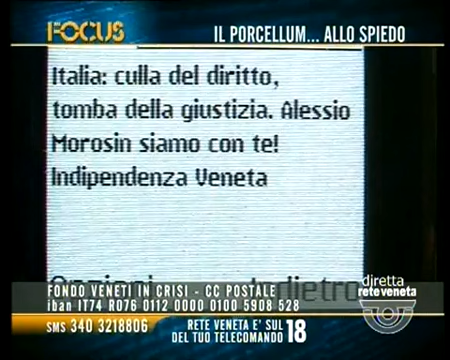 FOCUS
IL PORCELLUM... ALLO SPIEDO
Italia: culla del diritto,
tomba della giustizia. Alessio
Morosin siamo con te!
Indipendenza Veneta
FONDO VENETI IN CRISI - CC POSTALE
iban IT74 R076 0112 0000 0100 5908 528
diretta
reteveneta
SMS 340 3218806
RETE VENETA E' SUL 18
DEL TUO TELECOMANDO